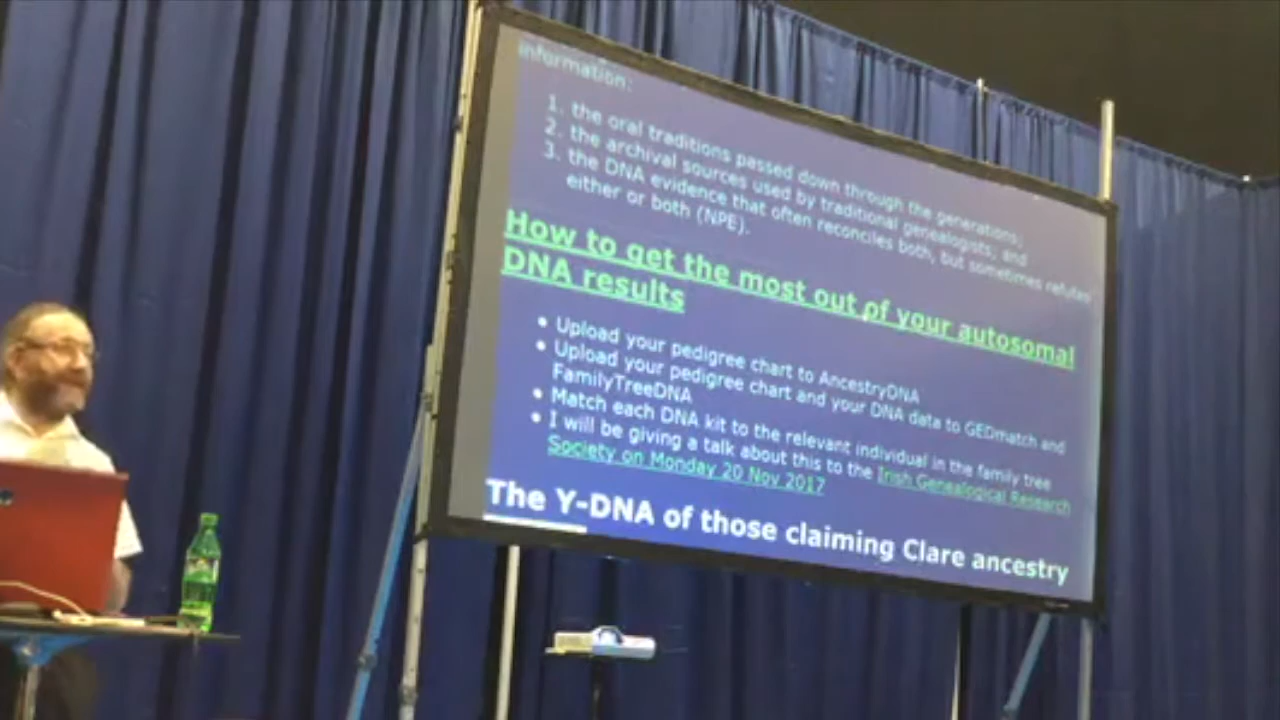 information:
1. the oral traditions passed down through the generations;
2. the archival sources used by traditional genealogists; and
3. the DNA evidence that often reconciles both, but sometimes refutes
either or both (NPE).
How to get the most out of your autosomal
DNA results
• Upload your pedigree chart to AncestryDNA
• Upload your pedigree chart and your DNA data to GEDmatch and
FamilyTreeDNA
• Match each DNA kit to the relevant individual in the family tree
• I will be giving a talk about this to the Irish Genealogical Research
Society on Monday 20 Nov 2017
The Y-DNA of those claiming Clare ancestry